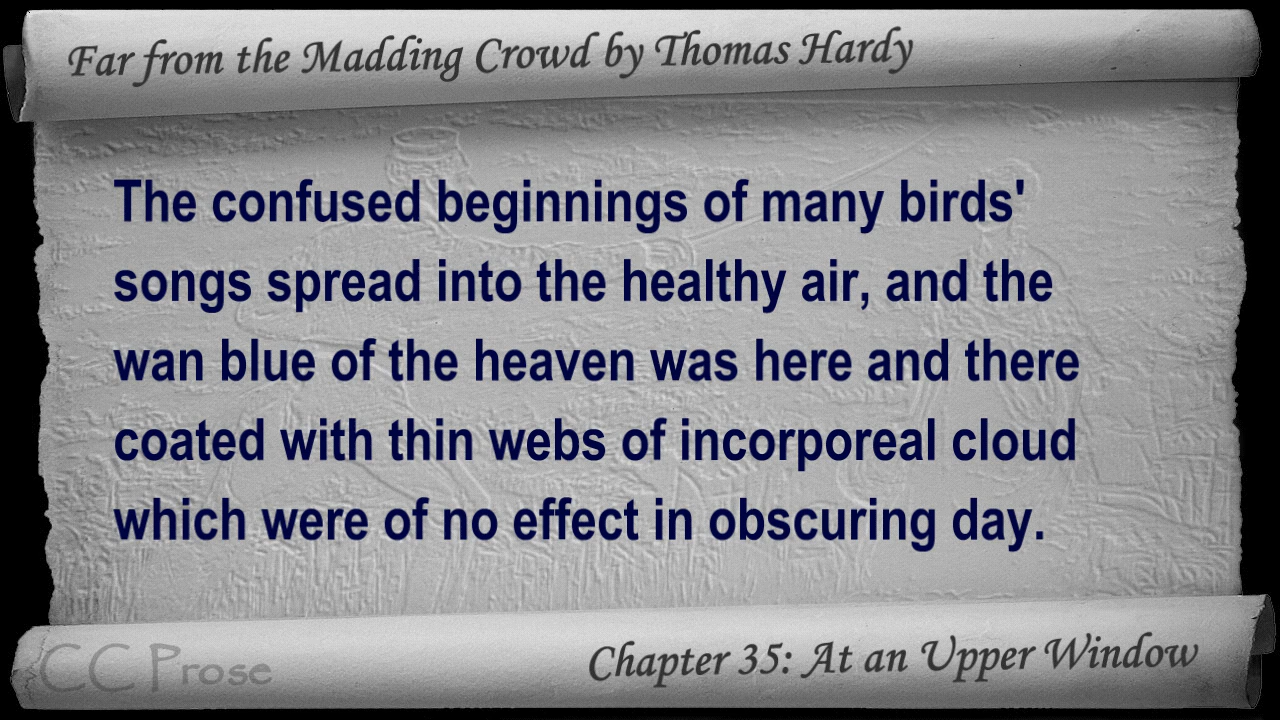 Far from the Madding Crowd by Thomas Hardy
The confused beginnings of many birds'
songs spread into the healthy air, and the
wan blue of the heaven was here and there
coated with thin webs of incorporeal cloud
which were of no effect in obscuring day.
CC Prose
Chapter 35: At an Upper Window